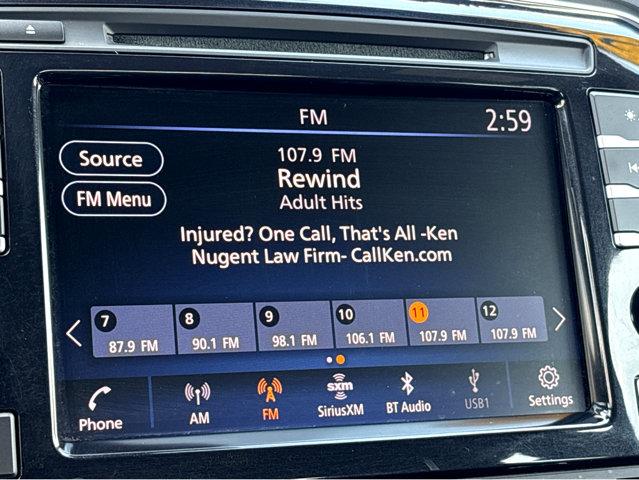 FM
2:59
Source
FM Menu
107.9 FM
Rewind
Adult Hits
Injured? One Call, That's All -Ken
Nugent Law Firm- CallKen.com
7
8
9
10
11
12
87.9 FM
90.1 FM
98.1 FM
106.1 FM
107.9 FM
107.9 FM
Phone
AM
FM
sxm
SiriusXM
BT Audio
USB1
Settings